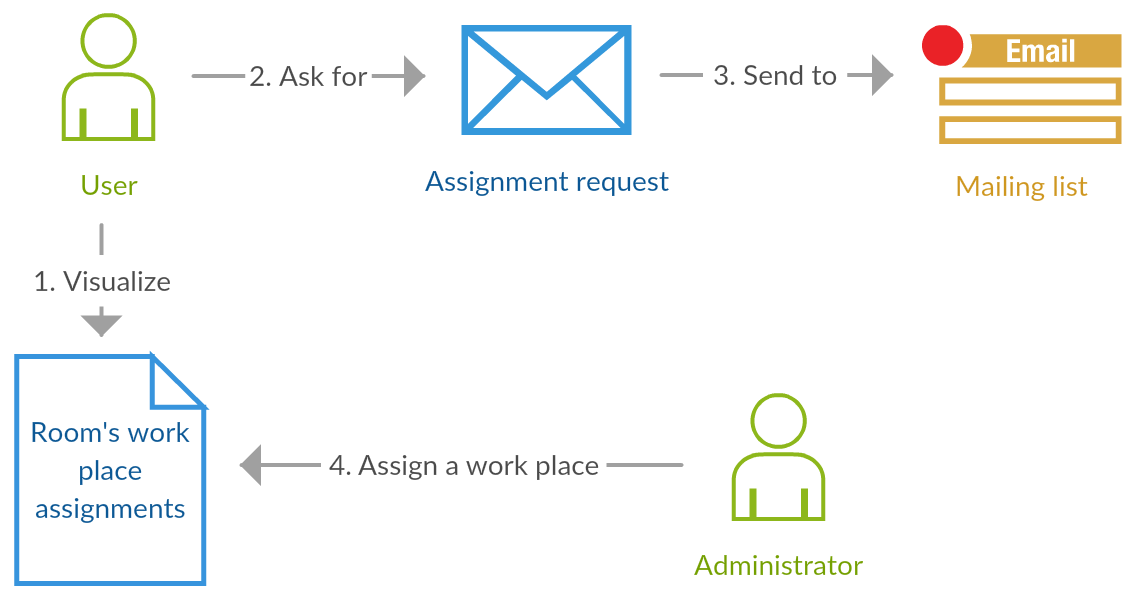 2. Ask for
3. Send to
Email
User
Assignment request
Mailing list
1. Visualize
Room's work
place
assignments
4. Assign a work place
Administrator